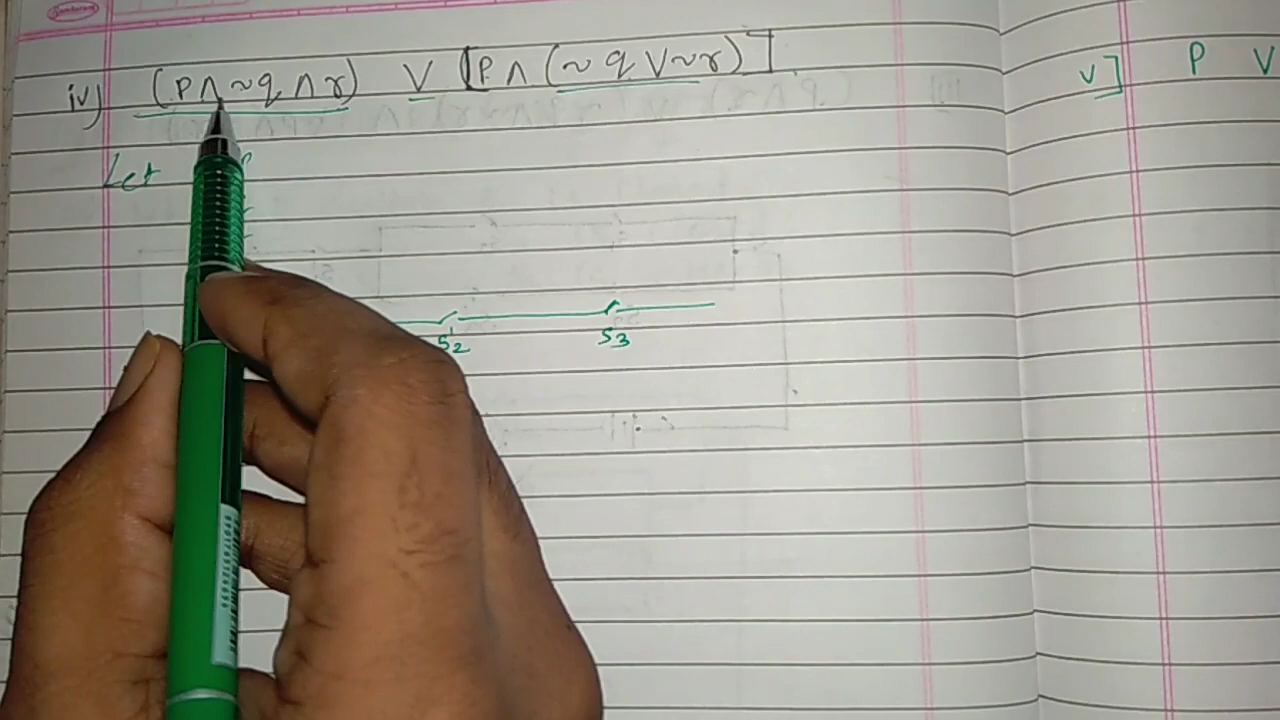 iv) (p ∧ ~q ∧ r) ∨ [p ∧ (~q ∨ ~r)]
v] P V
Let
S₂' S₃